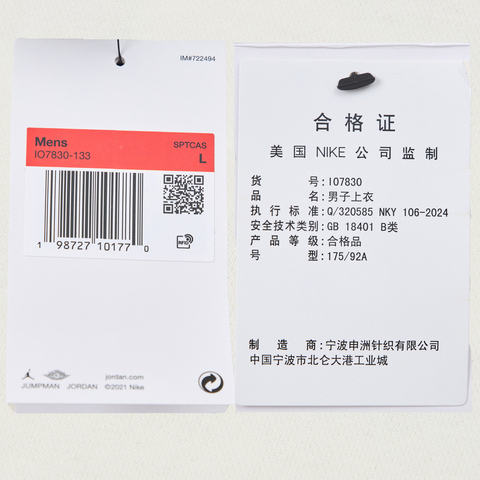 IM#722494
Mens
IO7830-133
SPTCAS
L
1 98727 10177 0
RFID
JUMPMAN JORDAN
jordan.com
©2021 Nike
合格证
美国 NIKE 公司监制
货号:IO7830
品名:男子上衣
执行标准:Q/320585 NKY 106-2024
安全技术类别:GB 18401 B类
产品等级:合格品
号型:175/92A
制造商:宁波申洲针织有限公司
中国宁波市北仑大港工业城